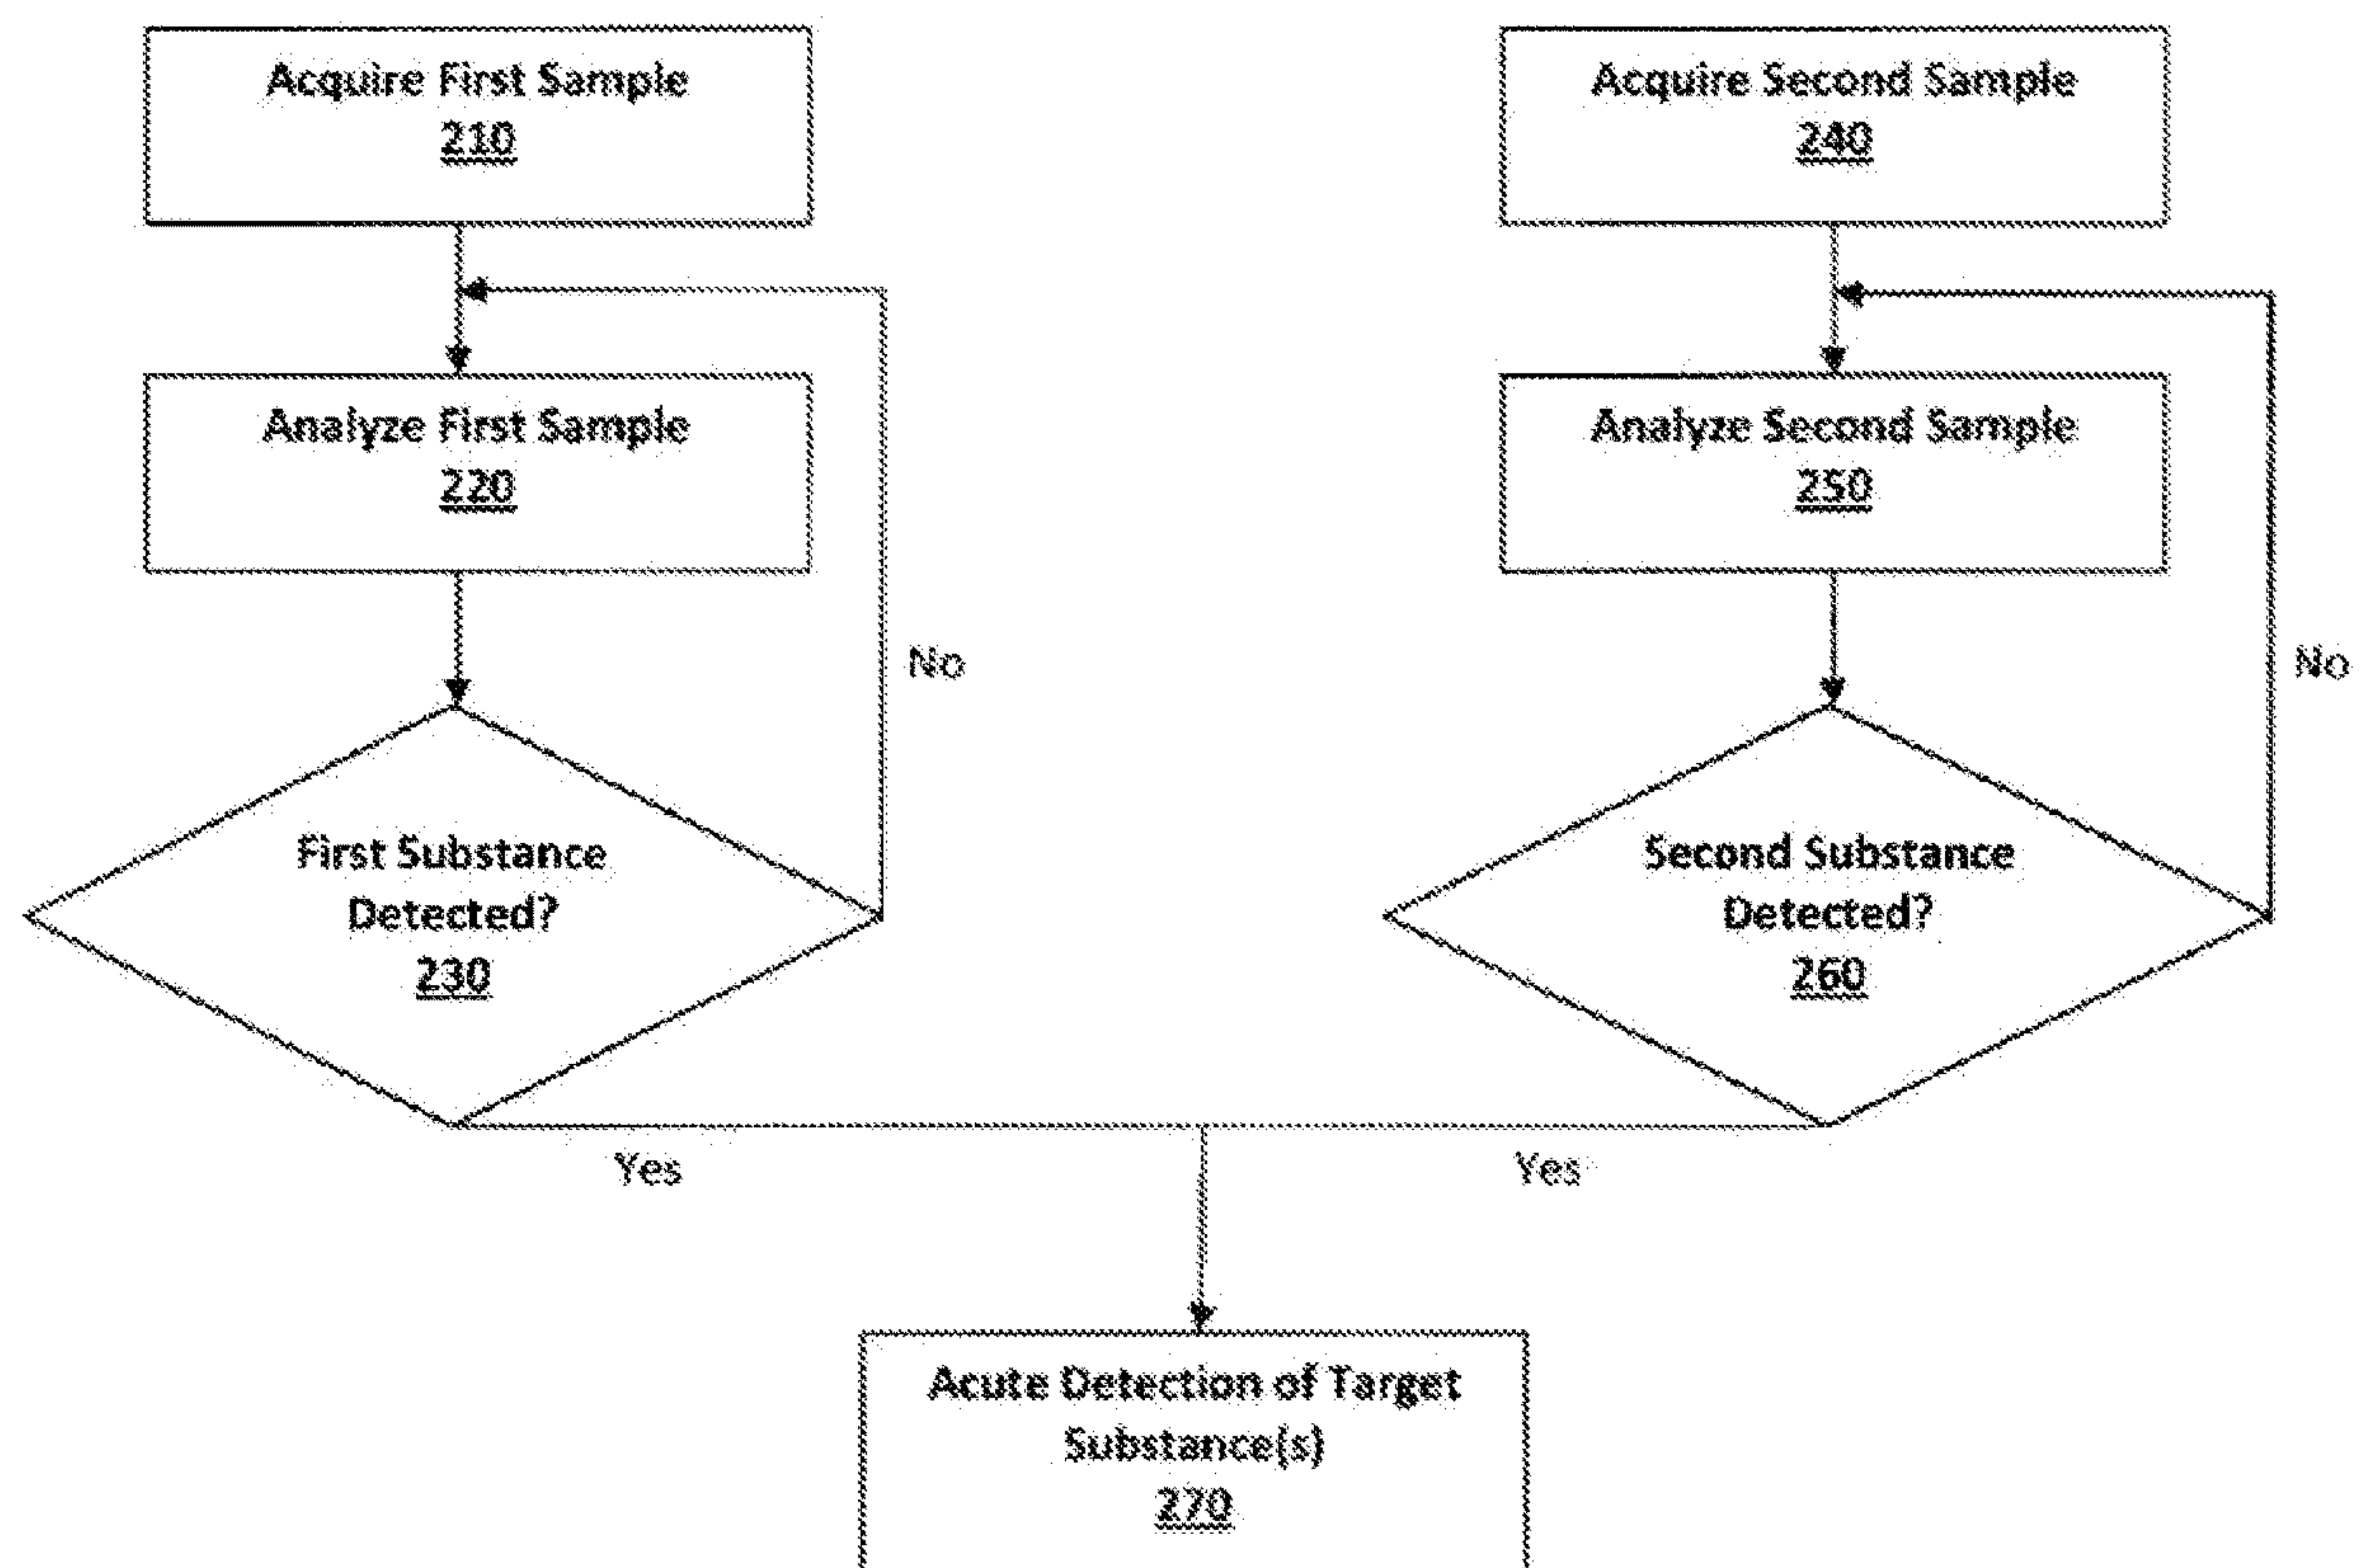 Acquire First Sample
210
Acquire Second Sample
240
Analyze First Sample
220
Analyze Second Sample
250
No
No
First Substance
Detected?
230
Second Substance
Detected?
260
Yes
Yes
Acute Detection of Target
Substance(s)
270